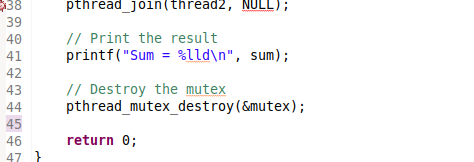 38 pthread_join(thread2, NULL);
39
40 // Print the result
41 printf("Sum = %lld\n", sum);
42
43 // Destroy the mutex
44 pthread_mutex_destroy(&mutex);
45
46 return 0;
47 }